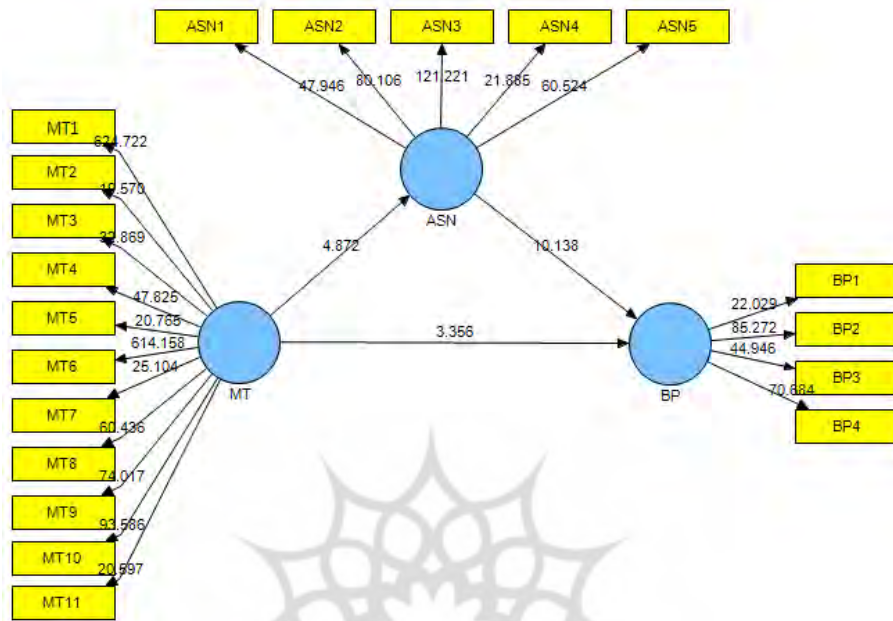 ASN1
ASN2
ASN3
ASN4
ASN5
47.946
80.106
121.221
21.885
60.524
ASN
MT1
MT2
MT3
MT4
MT5
MT6
MT7
MT8
MT9
MT10
MT11
624.722
19.570
32.869
47.825
20.765
614.158
25.104
60.436
74.017
93.586
20.597
MT
4.872
10.138
3.356
BP
22.029
85.272
44.946
70.684
BP1
BP2
BP3
BP4